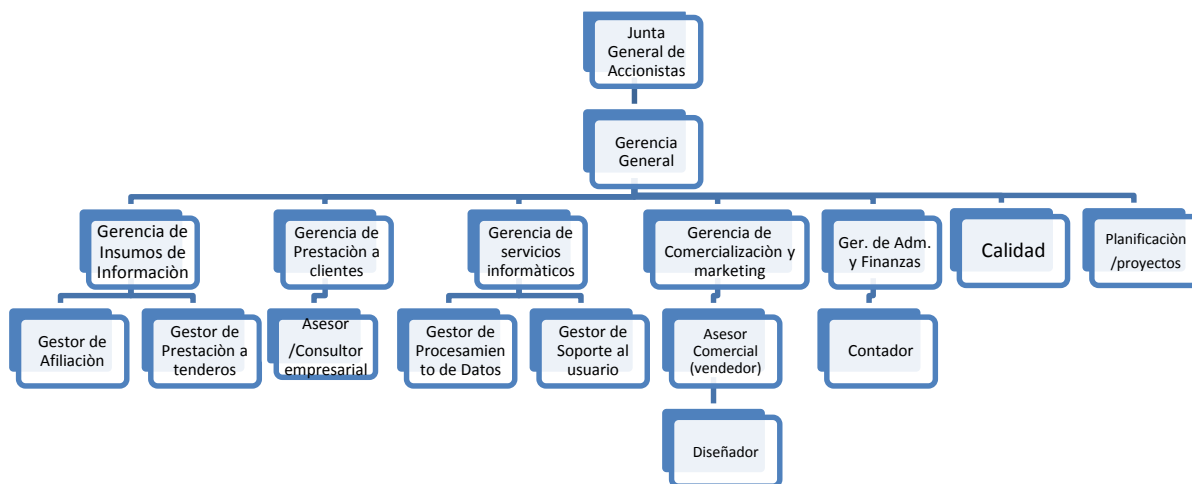 Junta
General de
Accionistas
Gerencia
General
Gerencia de
Insumos de
Informaciòn
Gerencia de
Prestaciòn a
clientes
Gerencia de
servicios
informàticos
Gerencia de
Comercializaciòn y
marketing
Ger. de Adm.
y Finanzas
Calidad
Planificaciòn
/proyectos
Gestor de
Afiliaciòn
Gestor de
Prestaciòn a
tenderos
Asesor
/Consultor
empresarial
Gestor de
Procesamien
to de Datos
Gestor de
Soporte al
usuario
Asesor
Comercial
(vendedor)
Contador
Diseñador